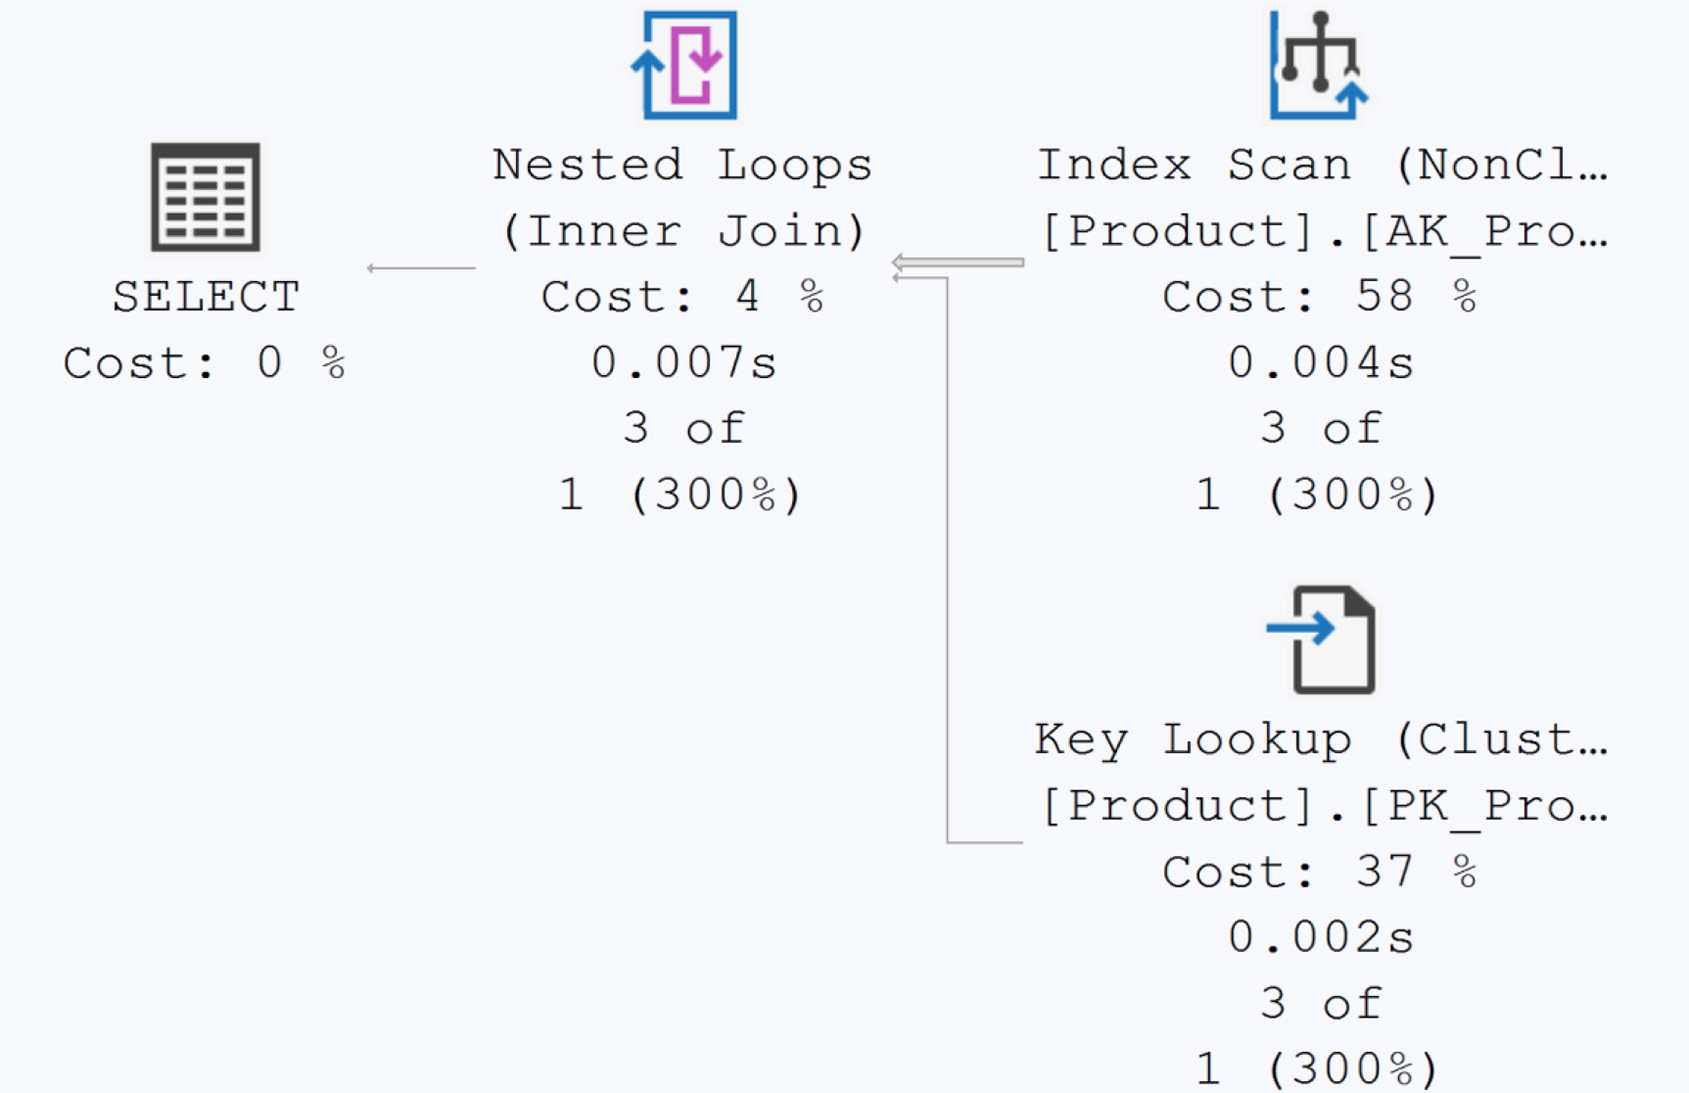 SELECT
Cost: 0 %
Nested Loops
(Inner Join)
Cost: 4 %
0.007s
3 of
1 (300%)
Index Scan (NonCl…
[Product].[AK_Pro…
Cost: 58 %
0.004s
3 of
1 (300%)
Key Lookup (Clust…
[Product].[PK_Pro…
Cost: 37 %
0.002s
3 of
1 (300%)